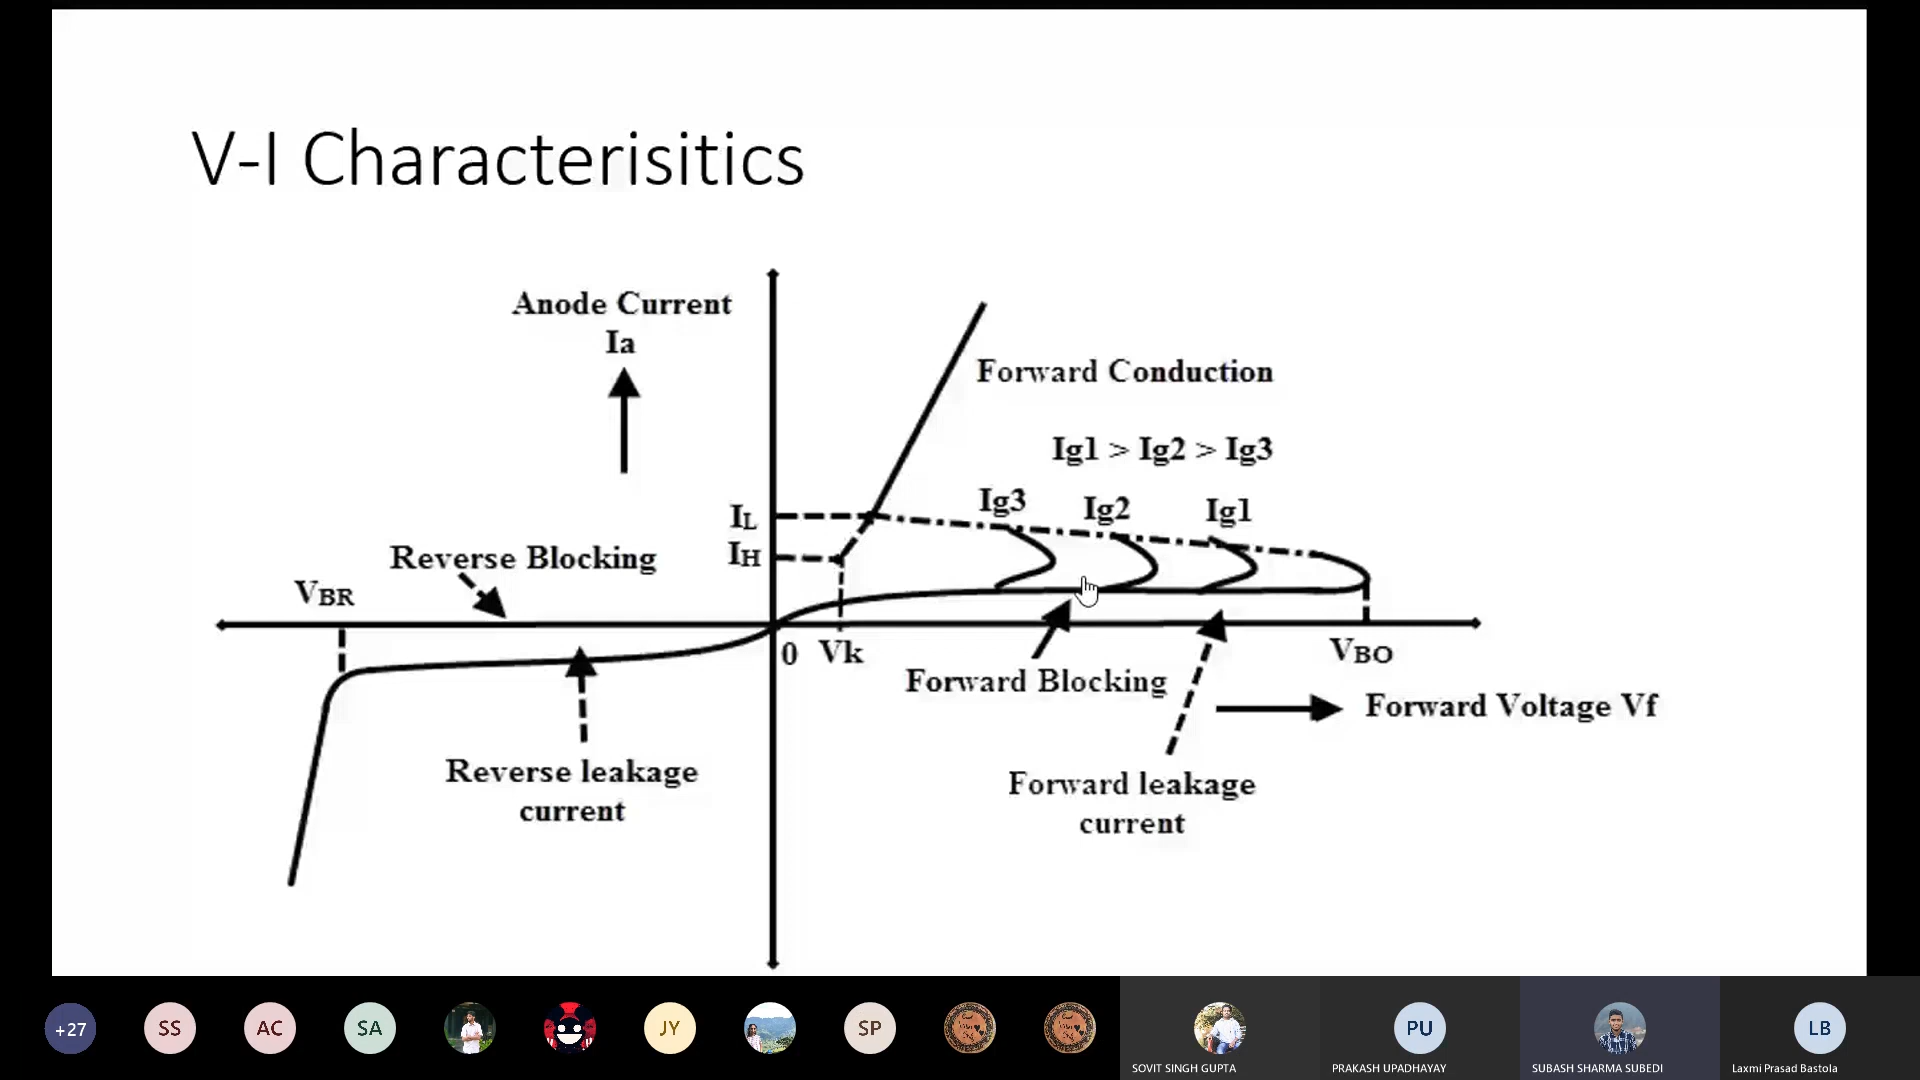 V-I Characterisitics
Anode Current
Ia
Forward Conduction
Ig1 > Ig2 > Ig3
Ig3 Ig2 Ig1
IL
IH
Reverse Blocking
VBR
0 Vk VBO
Forward Blocking
Forward Voltage Vf
Reverse leakage
current
Forward leakage
current
+27 SS AC SA JY SP PU LB
SOVIT SINGH GUPTA PRAKASH UPADHAYAY SUBASH SHARMA SUBEDI Laxmi Prasad Bastola